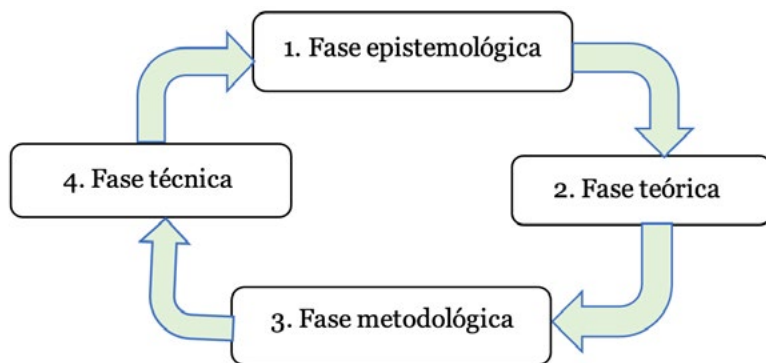 1. Fase epistemológica
4. Fase técnica
2. Fase teórica
3. Fase metodológica